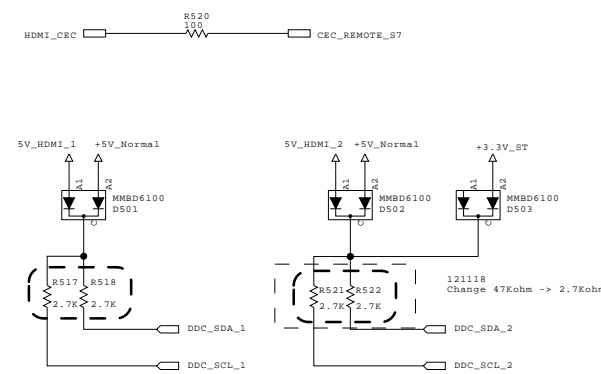 R520
100
HDMI_CEC
CEC_REMOTE_S7
5V_HDMI_1 +5V_Normal
A1
A2
MMBD6100
D501
C
R517 R518
2.7K 2.7K
DDC_SDA_1
DDC_SCL_1
5V_HDMI_2 +5V_Normal
A1
A2
MMBD6100
D502
C
+3.3V_ST
A1
A2
MMBD6100
D503
C
R521 R522
2.7K 2.7K
121118
Change 47Kohm -> 2.7Kohm
DDC_SDA_2
DDC_SCL_2